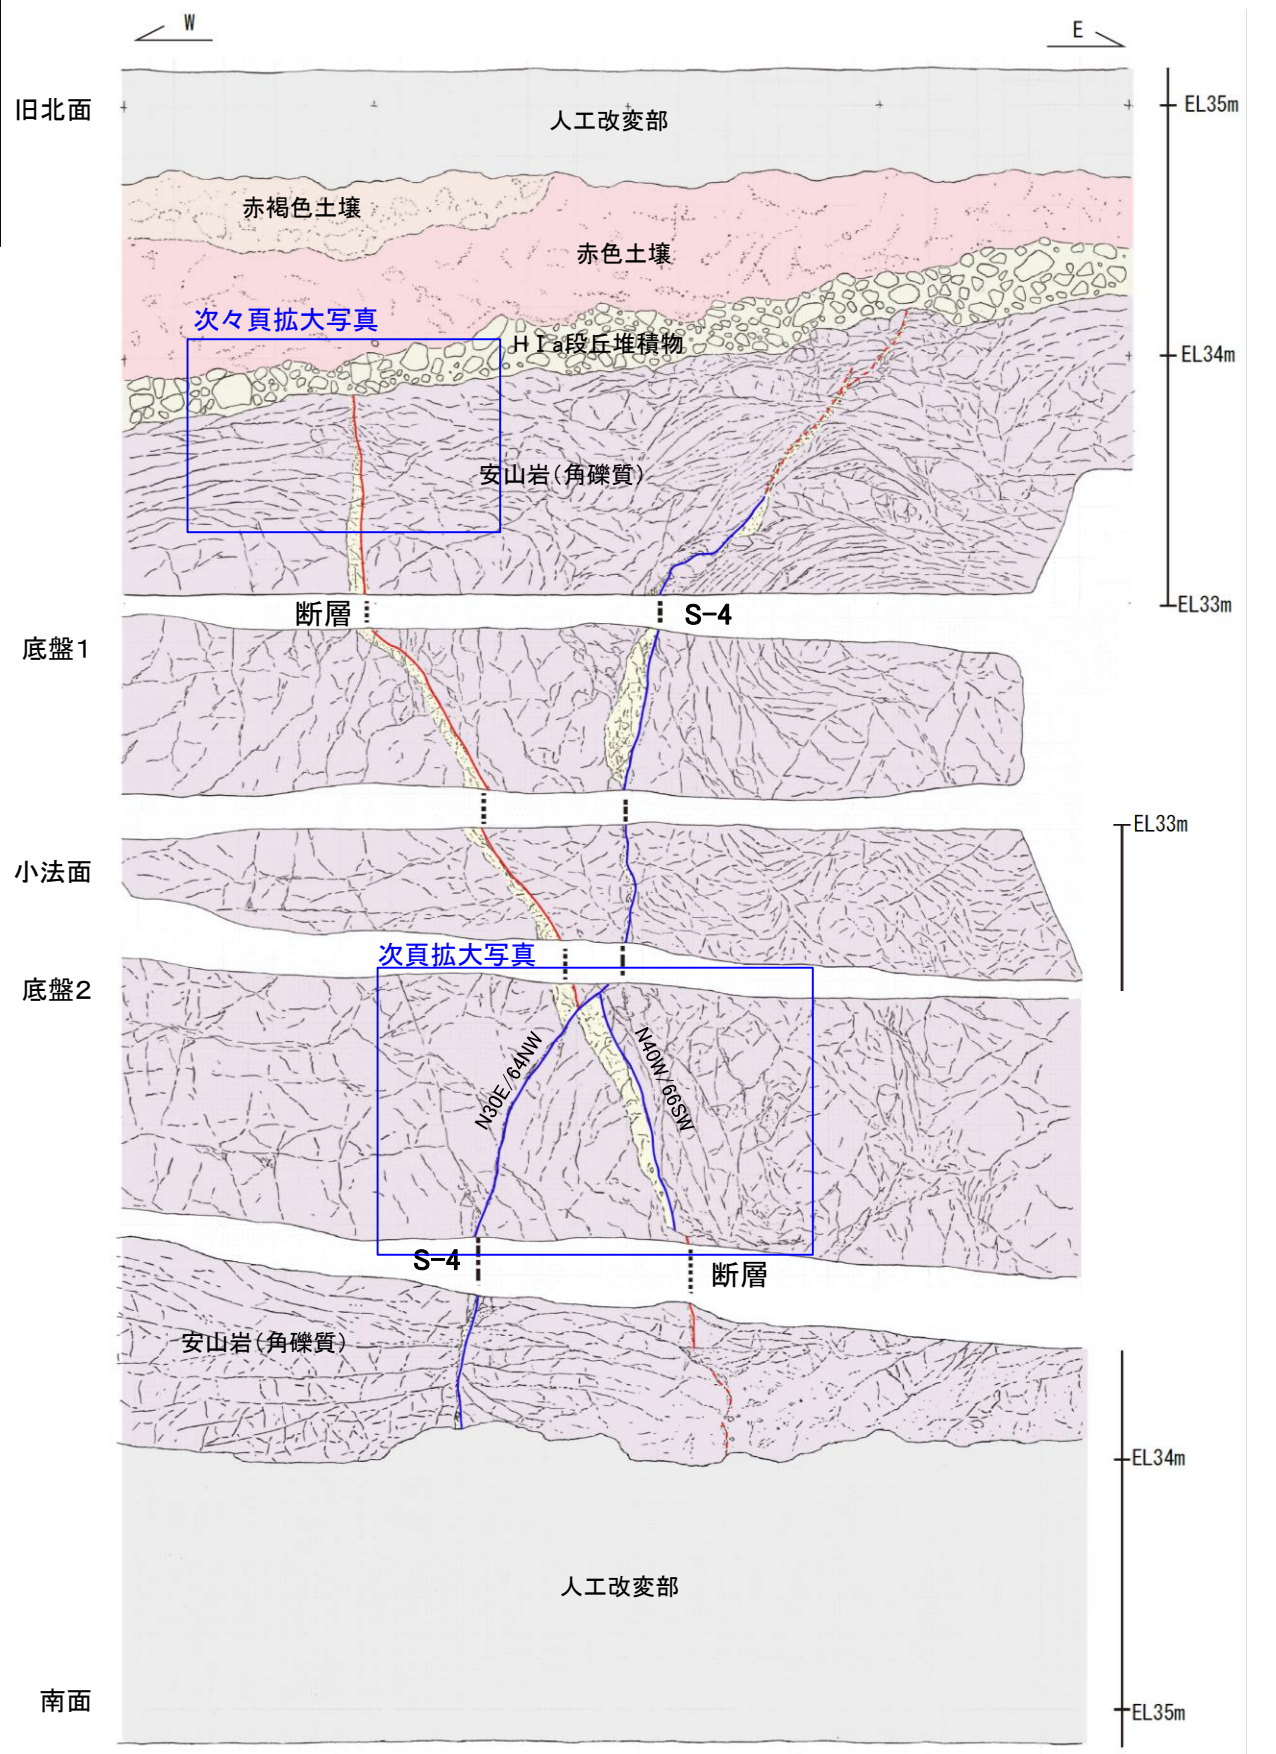 W
E
旧北面
EL35m
人工改変部
赤褐色土壌
赤色土壌
次々頁拡大写真
HⅠa段丘堆積物
EL34m
安山岩(角礫質)
断層
S-4
EL33m
底盤1
EL33m
小法面
次頁拡大写真
底盤2
N30E/64NW
N40W/66SW
S-4
断層
安山岩(角礫質)
EL34m
人工改変部
南面
EL35m